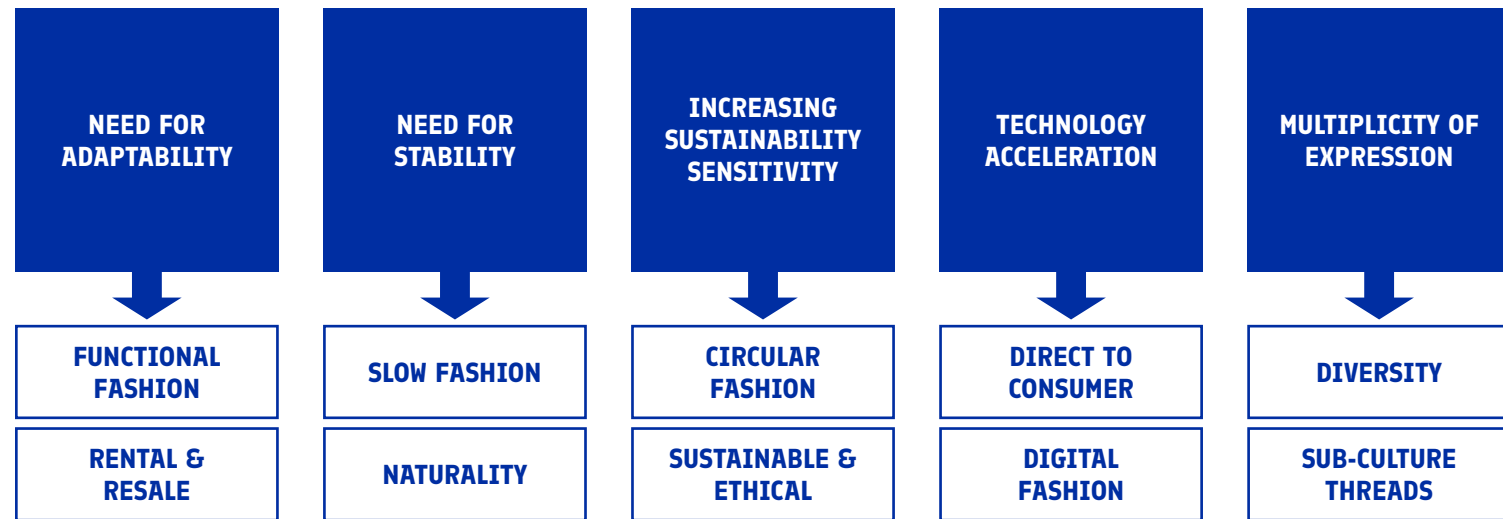 NEED FOR
ADAPTABILITY
NEED FOR
STABILITY
INCREASING
SUSTAINABILITY
SENSITIVITY
TECHNOLOGY
ACCELERATION
MULTIPLICITY OF
EXPRESSION
FUNCTIONAL
FASHION
SLOW FASHION
CIRCULAR
FASHION
DIRECT TO
CONSUMER
DIVERSITY
RENTAL &
RESALE
NATURALITY
SUSTAINABLE &
ETHICAL
DIGITAL
FASHION
SUB-CULTURE
THREADS